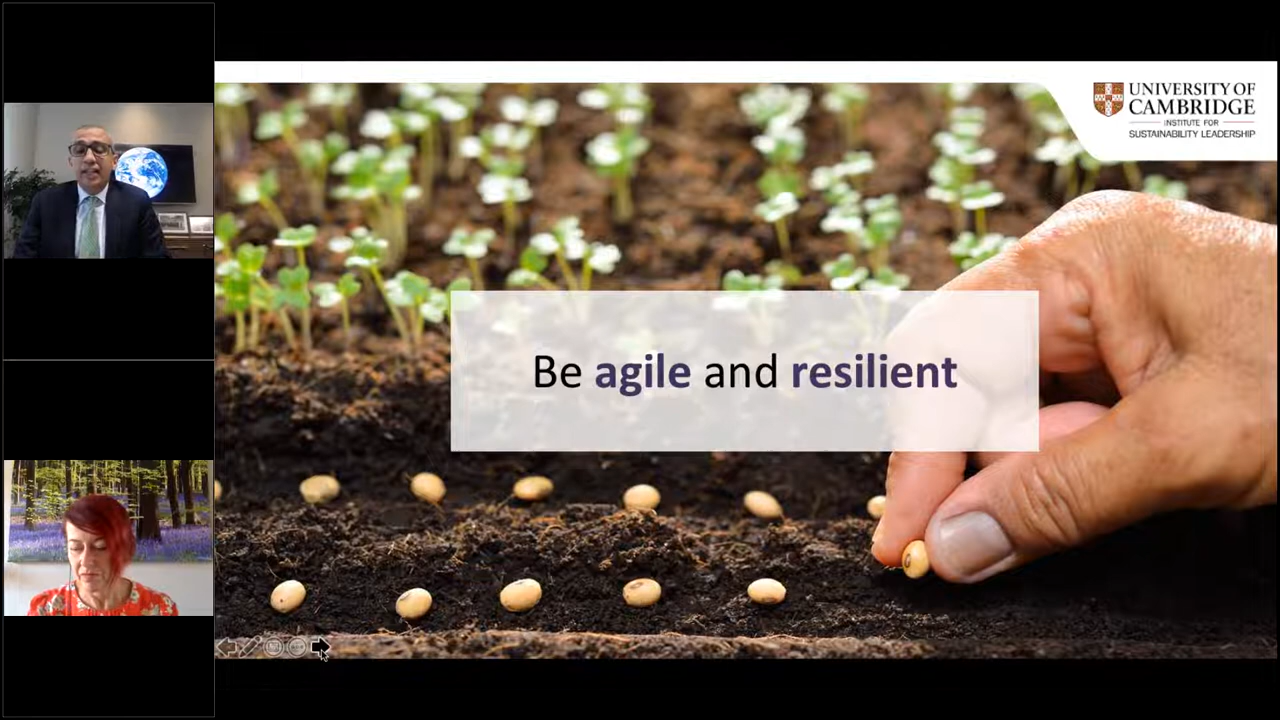 UNIVERSITY OF
CAMBRIDGE
INSTITUTE FOR
SUSTAINABILITY LEADERSHIP
Be agile and resilient